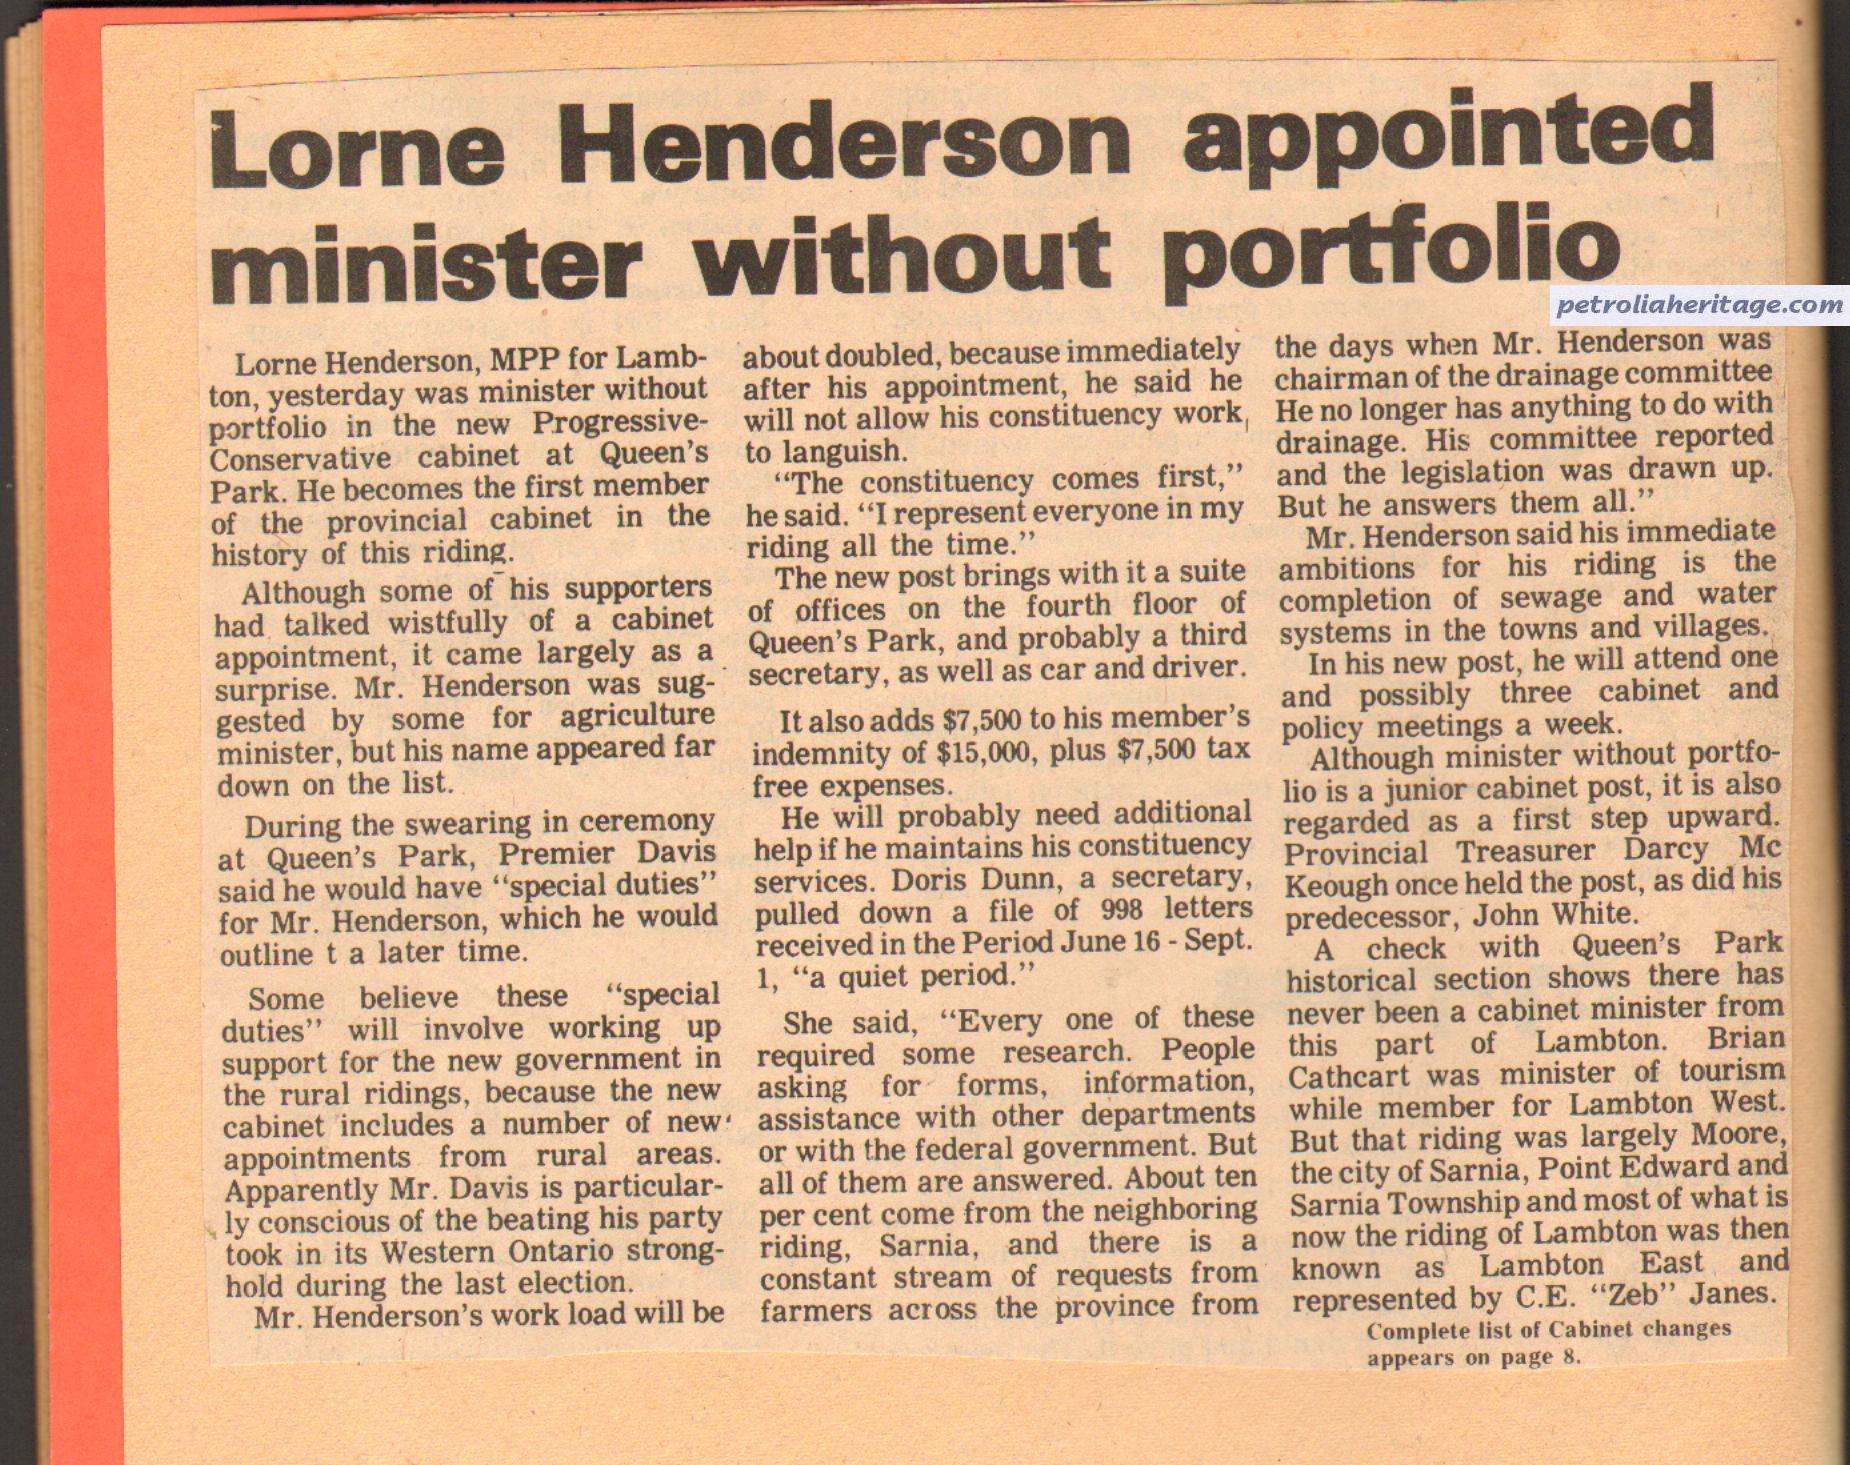 Lorne Henderson appointed
minister without portfolio
petroliaheritage.com
Lorne Henderson, MPP for Lamb-
ton, yesterday was minister without
portfolio in the new Progressive-
Conservative cabinet at Queen's
Park. He becomes the first member
of the provincial cabinet in the
history of this riding.
Although some of his supporters
had talked wistfully of a cabinet
appointment, it came largely as a
surprise. Mr. Henderson was sug-
gested by some for agriculture
minister, but his name appeared far
down on the list.
During the swearing in ceremony
at Queen's Park, Premier Davis
said he would have "special duties"
for Mr. Henderson, which he would
outline t a later time.
Some believe these "special
duties" will involve working up
support for the new government in
the rural ridings, because the new
cabinet includes a number of new
appointments from rural areas.
Apparently Mr. Davis is particular-
ly conscious of the beating his party
took in its Western Ontario strong-
hold during the last election.
Mr. Henderson's work load will be
about doubled, because immediately
after his appointment, he said he
will not allow his constituency work,
to languish.
"The constituency comes first,"
he said. "I represent everyone in my
riding all the time."
The new post brings with it a suite
of offices on the fourth floor of
Queen's Park, and probably a third
secretary, as well as car and driver.
It also adds $7,500 to his member's
indemnity of $15,000, plus $7,500 tax
free expenses.
He will probably need additional
help if he maintains his constituency
services. Doris Dunn, a secretary,
pulled down a file of 998 letters
received in the Period June 16 - Sept.
1, "a quiet period."
She said, "Every one of these
required some research. People
asking for forms, information,
assistance with other departments
or with the federal government. But
all of them are answered. About ten
per cent come from the neighboring
riding, Sarnia, and there is a
constant stream of requests from
farmers across the province from
the days when Mr. Henderson was
chairman of the drainage committee
He no longer has anything to do with
drainage. His committee reported
and the legislation was drawn up.
But he answers them all."
Mr. Henderson said his immediate
ambitions for his riding is the
completion of sewage and water
systems in the towns and villages.
In his new post, he will attend one
and possibly three cabinet and
policy meetings a week.
Although minister without portfo-
lio is a junior cabinet post, it is also
regarded as a first step upward.
Provincial Treasurer Darcy Mc
Keough once held the post, as did his
predecessor, John White.
A check with Queen's Park
historical section shows there has
never been a cabinet minister from
this part of Lambton. Brian
Cathcart was minister of tourism
while member for Lambton West.
But that riding was largely Moore,
the city of Sarnia, Point Edward and
Sarnia Township and most of what is
now the riding of Lambton was then
known as Lambton East and
represented by C.E. "Zeb" Janes.
Complete list of Cabinet changes
appears on page 8.